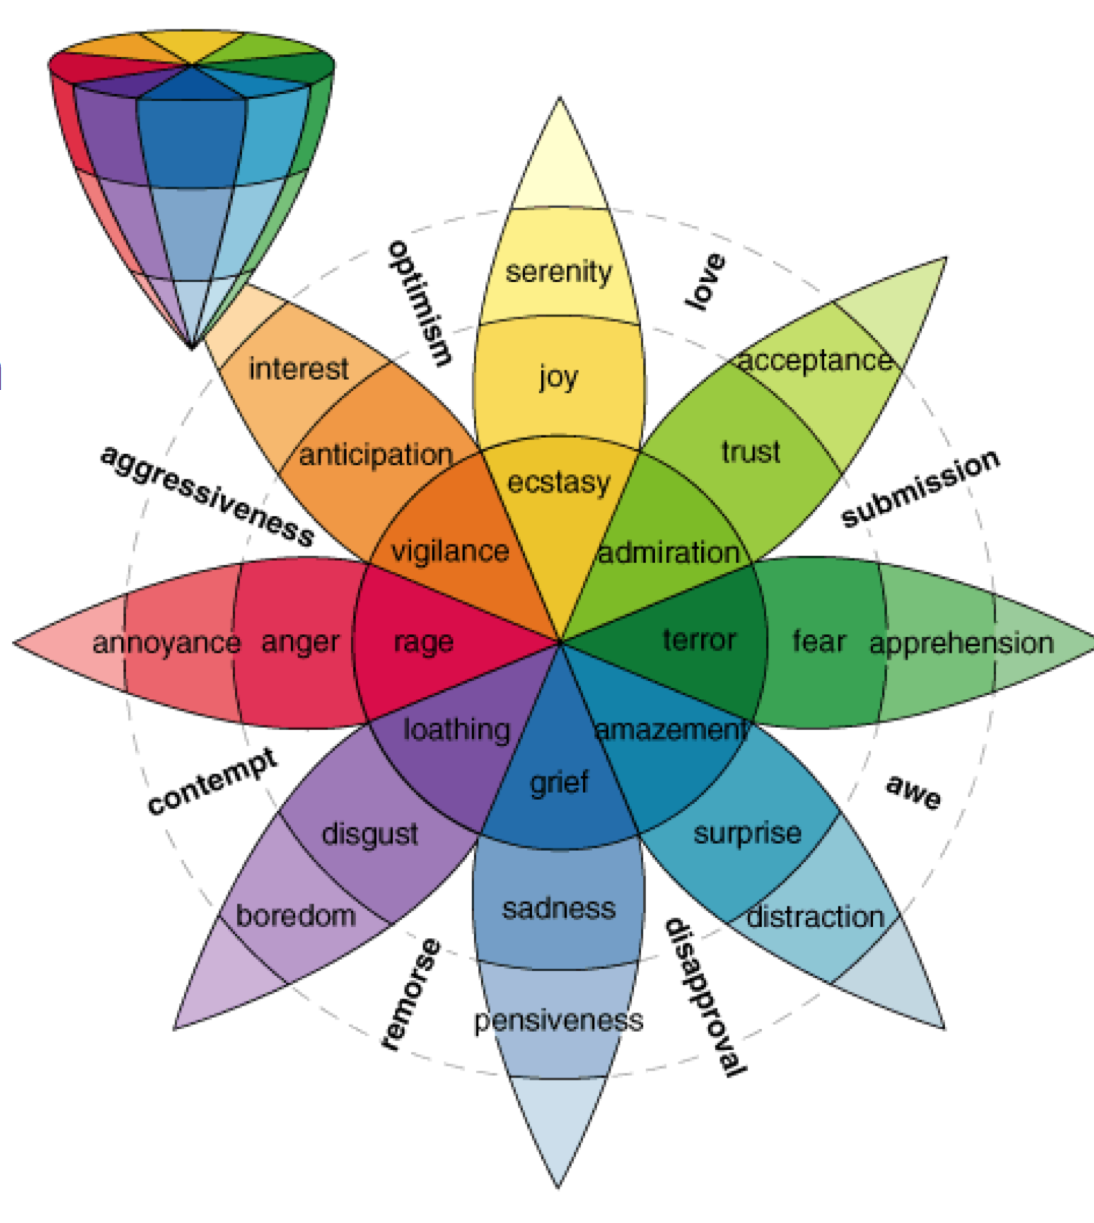 optimism
love
serenity
interest
joy
acceptance
aggressiveness
anticipation
trust
submission
ecstasy
vigilance
admiration
annoyance
anger
rage
terror
fear
apprehension
loathing
amazement
contempt
grief
awe
disgust
surprise
boredom
sadness
distraction
remorse
disapproval
pensiveness